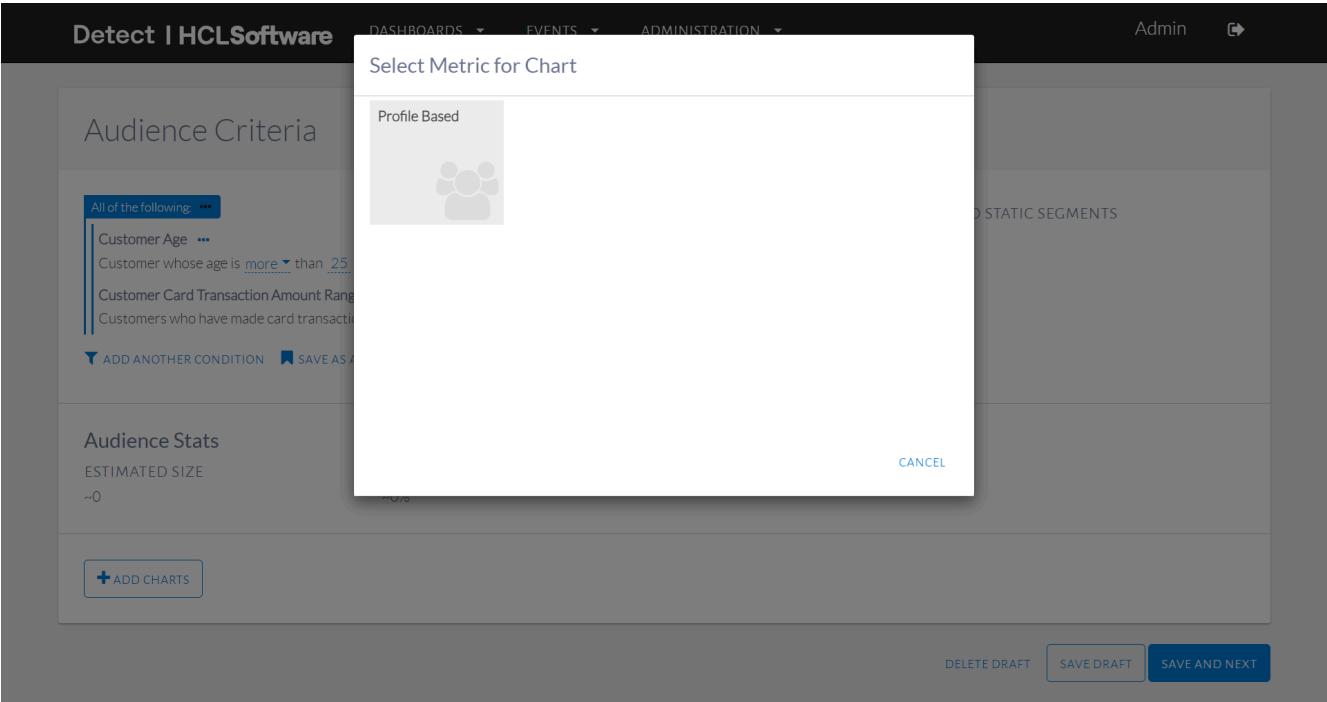 Detect | HCLSoftware
DASHBOARDS EVENTS ADMINISTRATION
Admin
Select Metric for Chart
Profile Based
CANCEL
Audience Criteria
All of the following: •••
STATIC SEGMENTS
Customer Age •••
Customer whose age is more than 25
Customer Card Transaction Amount
Customers who have made card
ADD ANOTHER CONDITION SAVE AS
Audience Stats
ESTIMATED SIZE
~0 ~0%
ADD CHARTS
DELETE DRAFT SAVE DRAFT SAVE AND NEXT